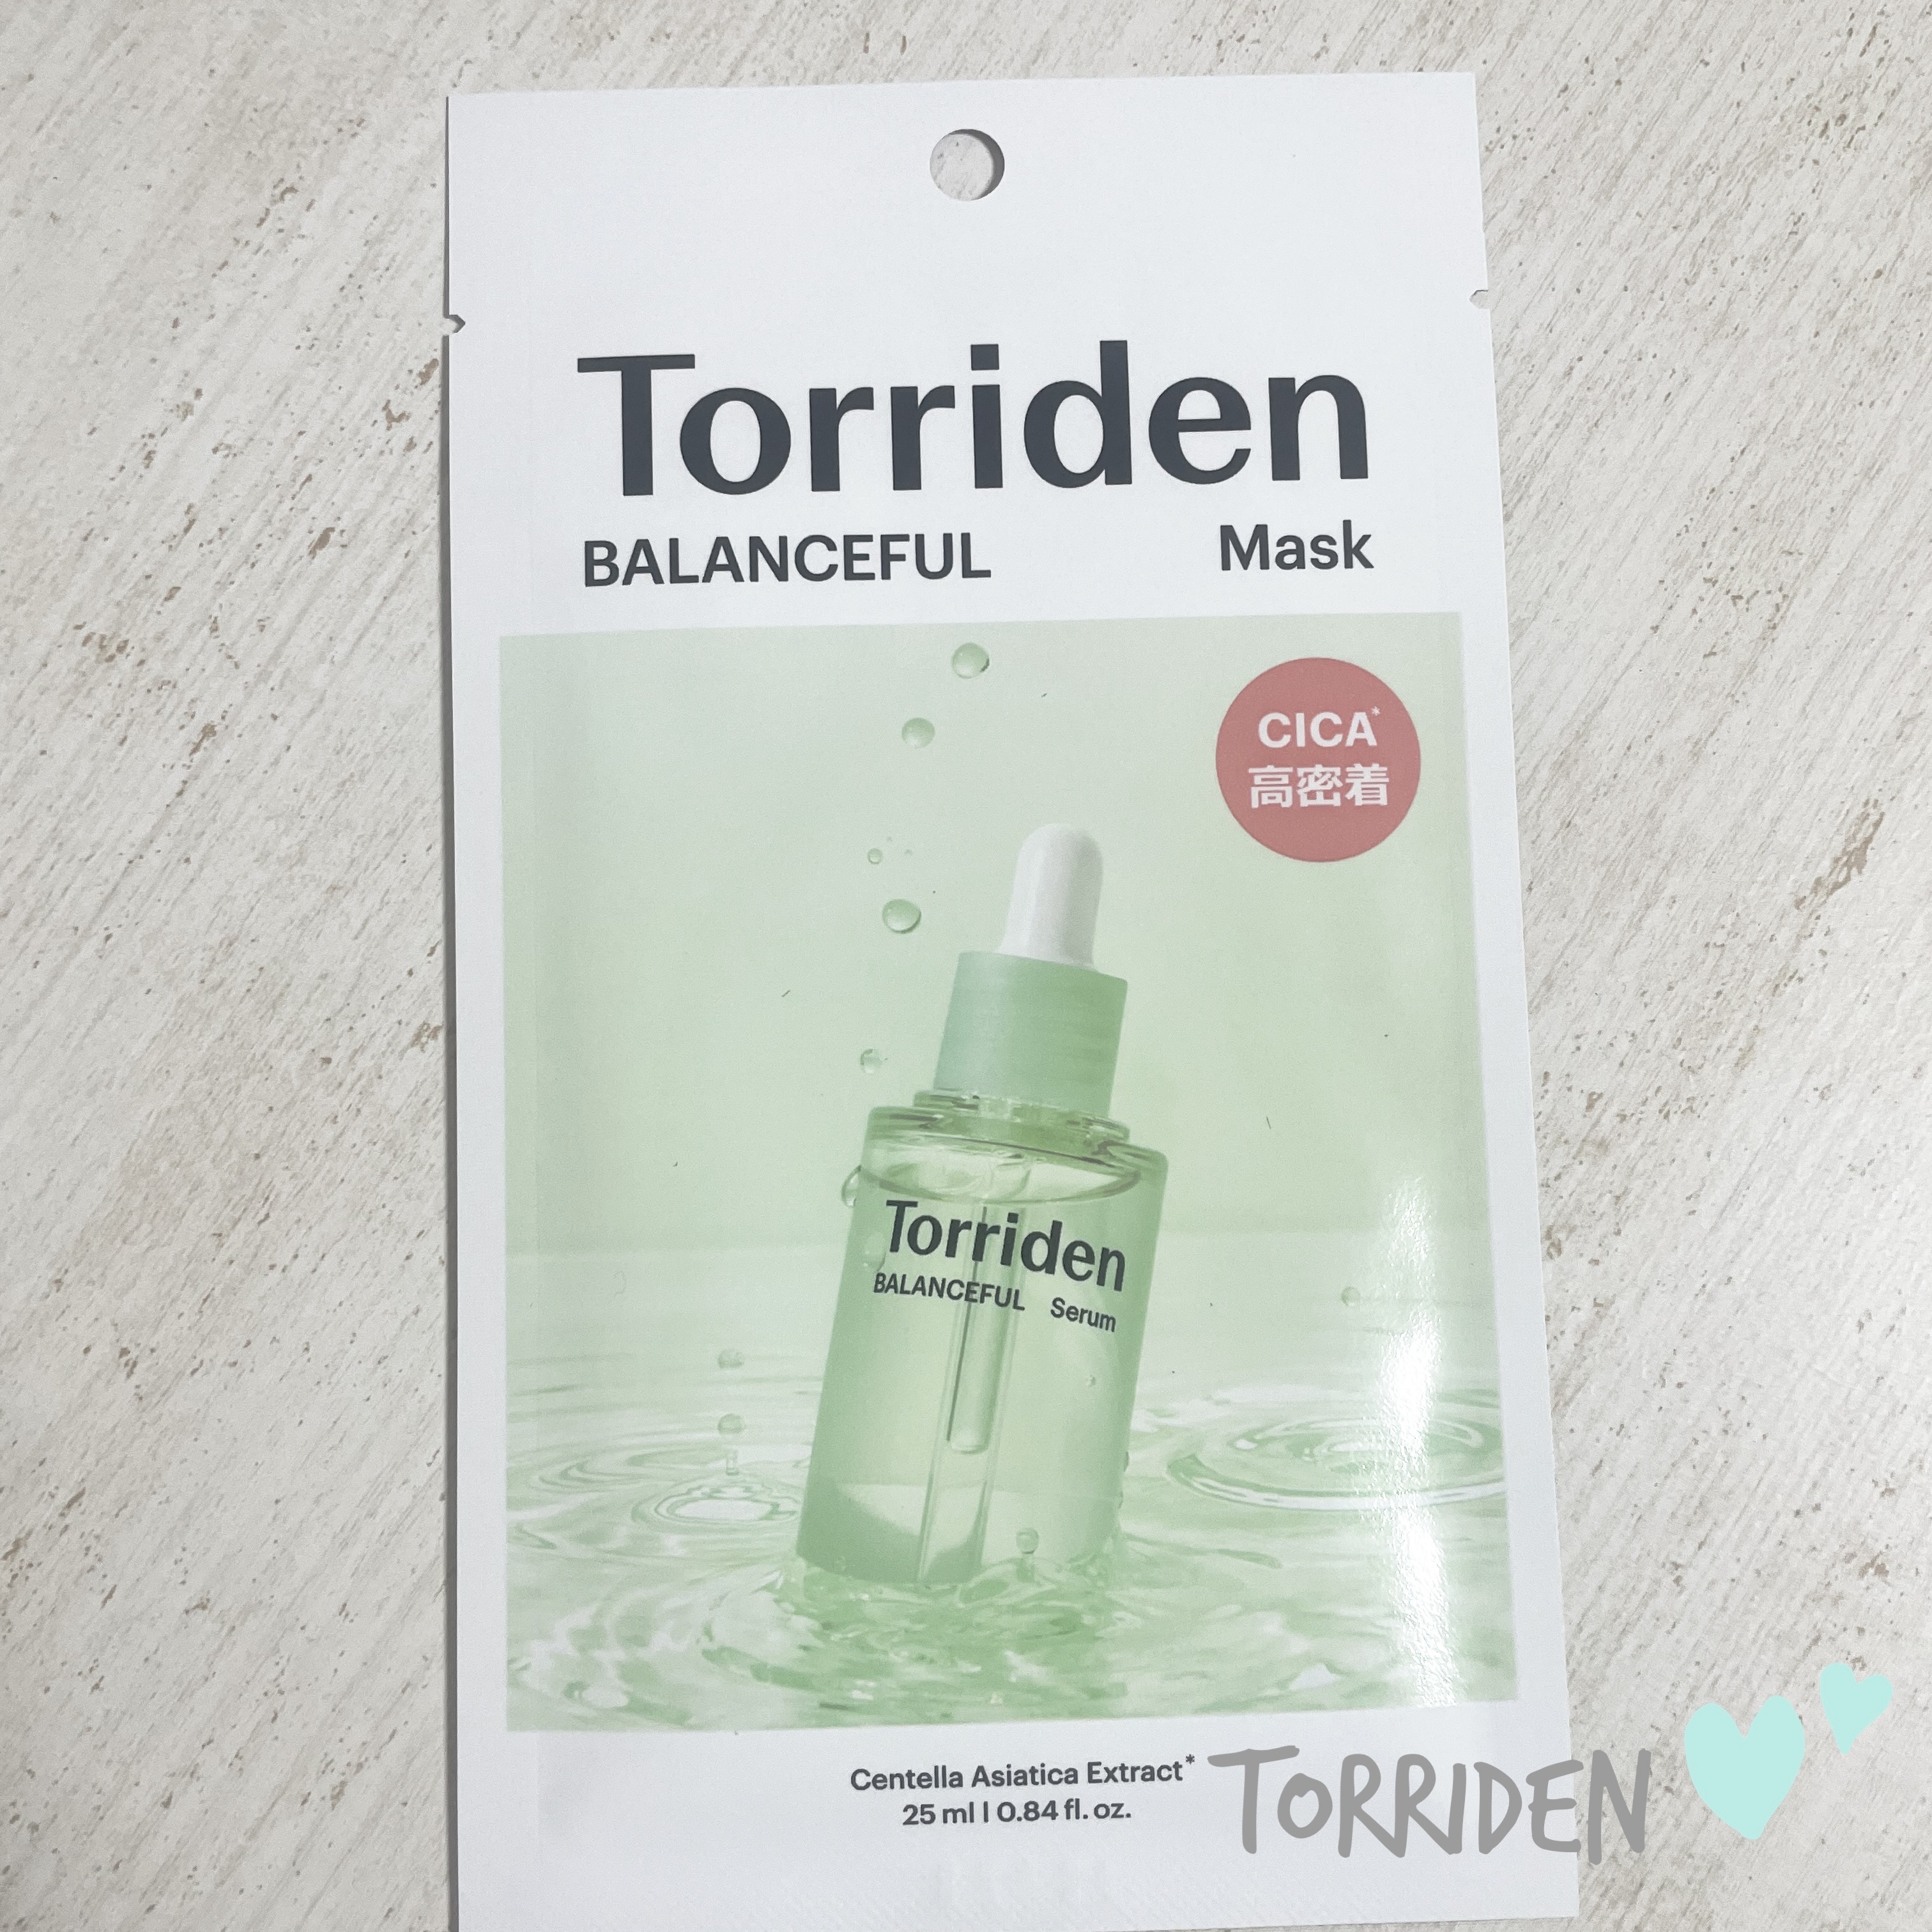 Torriden
BALANCEFUL Mask
CICA*
高密着
Torriden
BALANCEFUL Serum
Centella Asiatica Extract*
25 ml | 0.84 fl. oz.
TORRIDEN